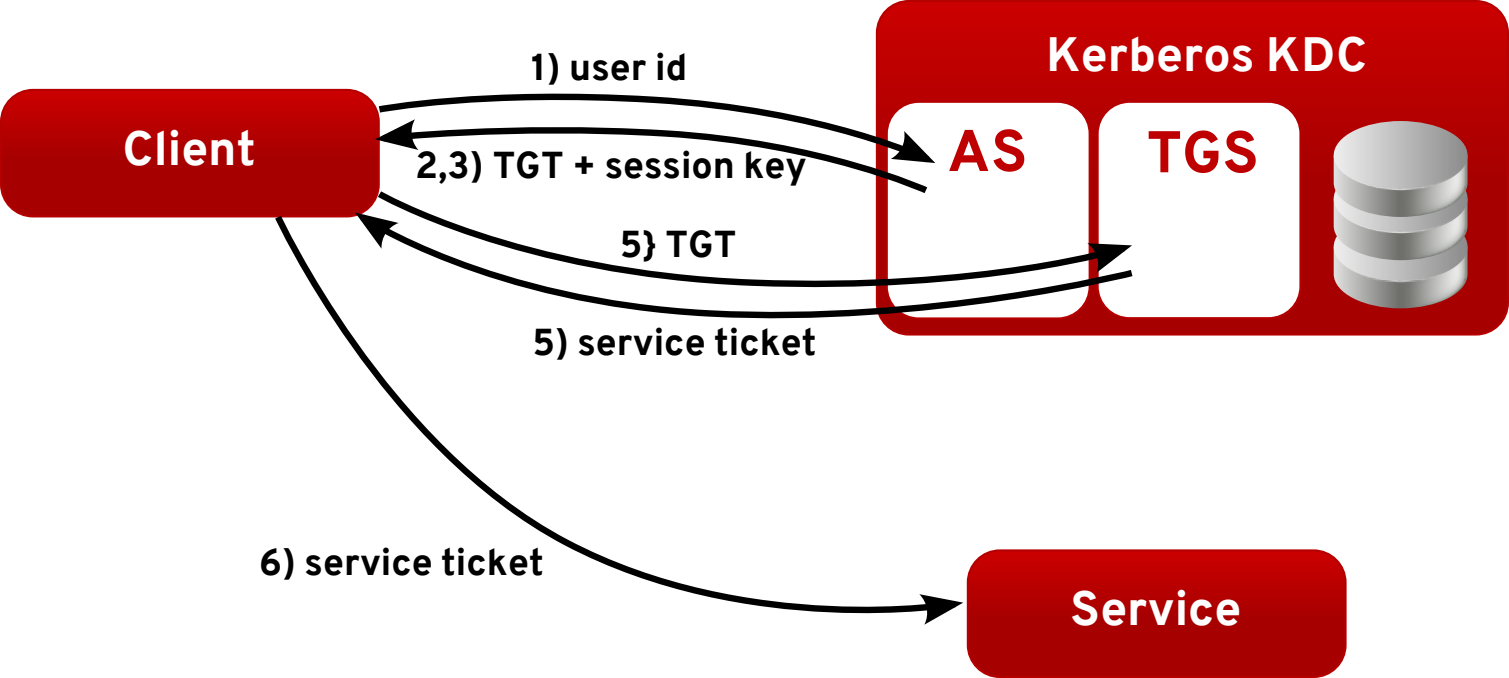 Kerberos KDC
1) user id
Client
AS
TGS
2,3) TGT + session key
5} TGT
5) service ticket
6) service ticket
Service